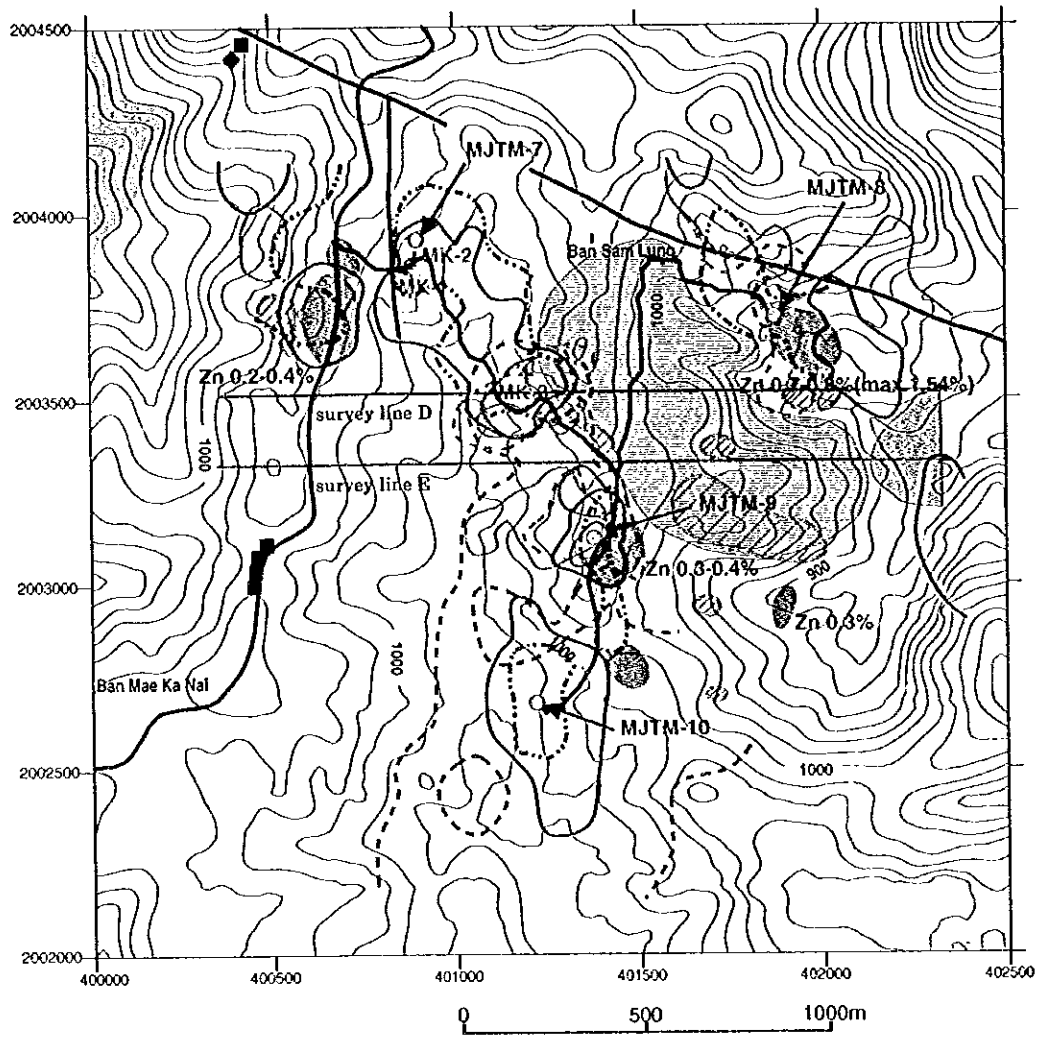 2004500
MJTM-7
MJTM-8
2004000
Ban Sam Lung
MK-2
1000
Zn 0.2-0.4%
Zn 0.7-0.8%(max 1.54%)
2003500
survey line D
1000
survey line E
MJTM-9
Zn 0.3-0.4%
900
2003000
Zn 0.3%
1000
Ban Mae Ka Nai
MJTM-10
2002500
1000
2002000
400000
400500
401000
401500
402000
402500
0
500
1000m